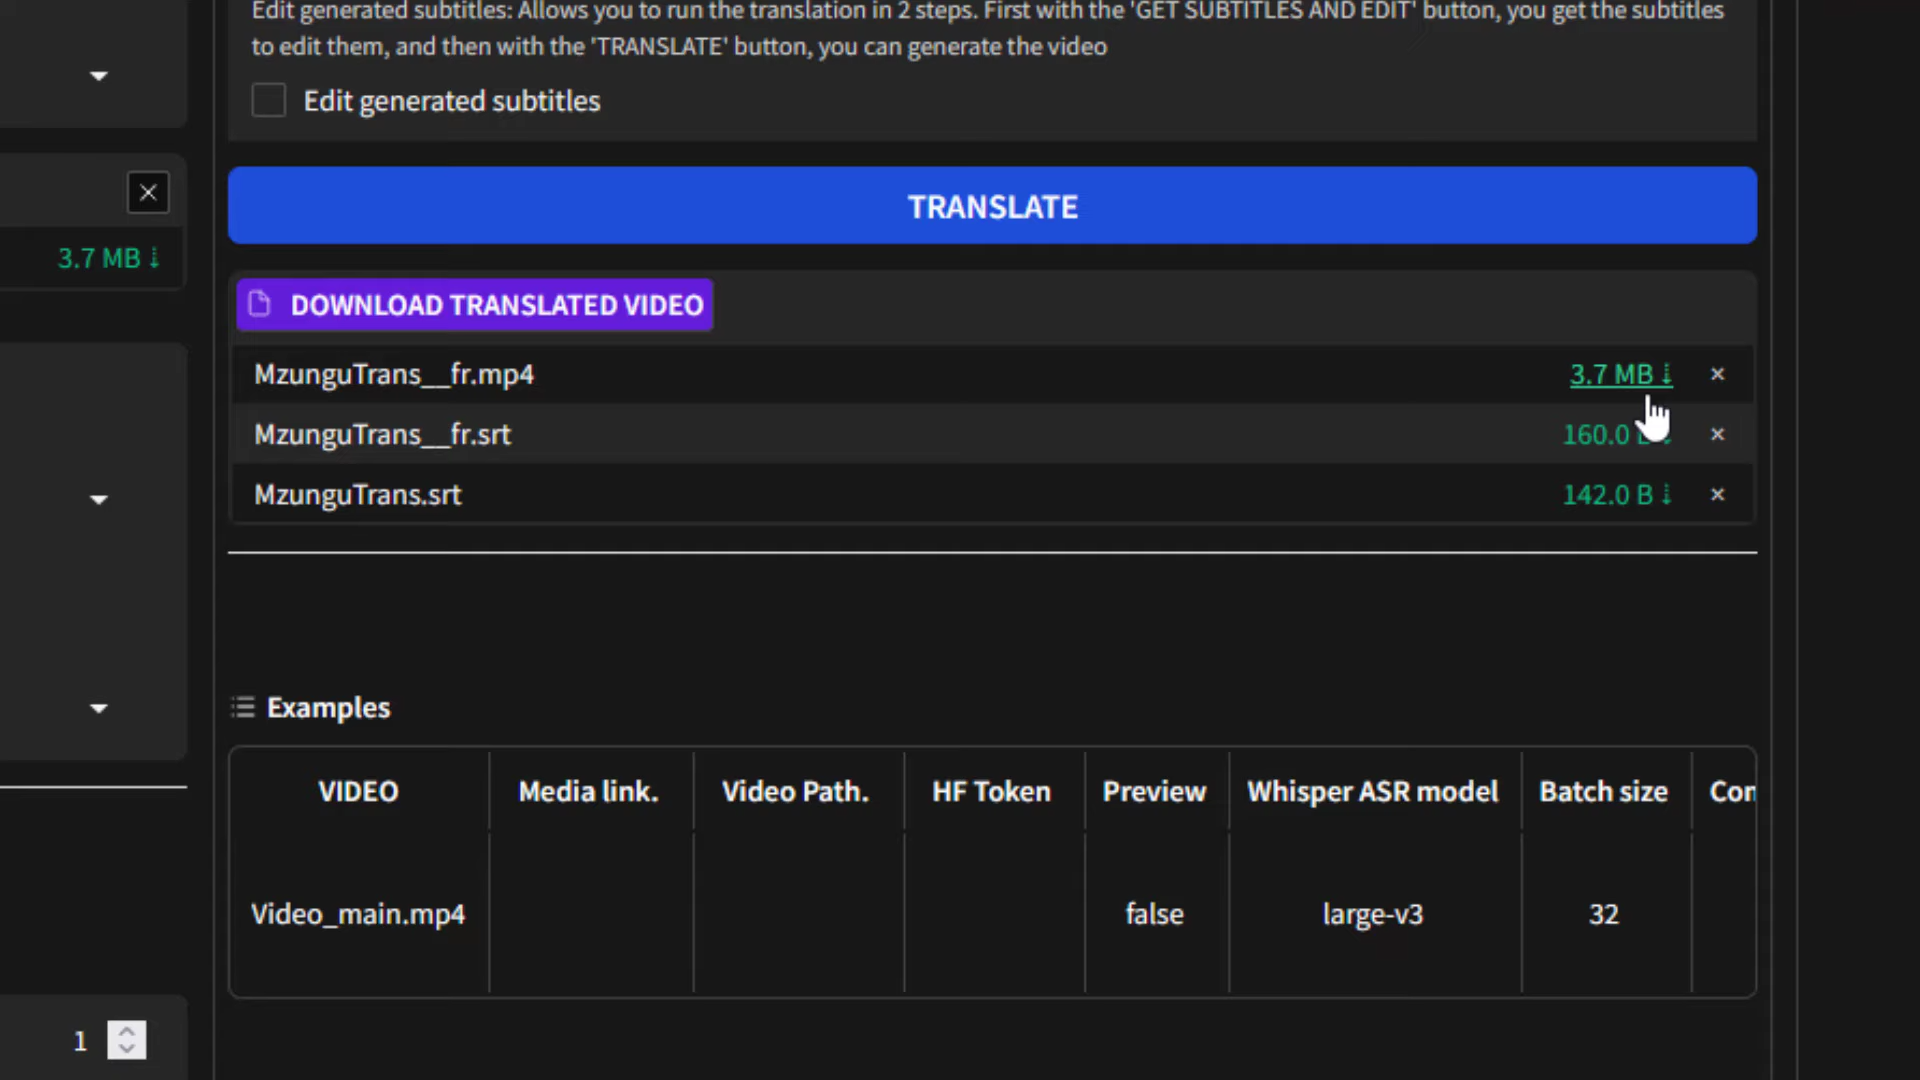 Edit generated subtitles: Allows you to run the translation in 2 steps. First with the 'GET SUBTITLES AND EDIT' button, you get the subtitles
to edit them, and then with the 'TRANSLATE' button, you can generate the video
Edit generated subtitles
TRANSLATE
3.7 MB ⇣
DOWNLOAD TRANSLATED VIDEO
MzunguTrans__fr.mp4 3.7 MB ⇣ ×
MzunguTrans__fr.srt 160.0 ×
MzunguTrans.srt 142.0 B ⇣ ×
Examples
VIDEO Media link. Video Path. HF Token Preview Whisper ASR model Batch size
Video_main.mp4 false large-v3 32
1